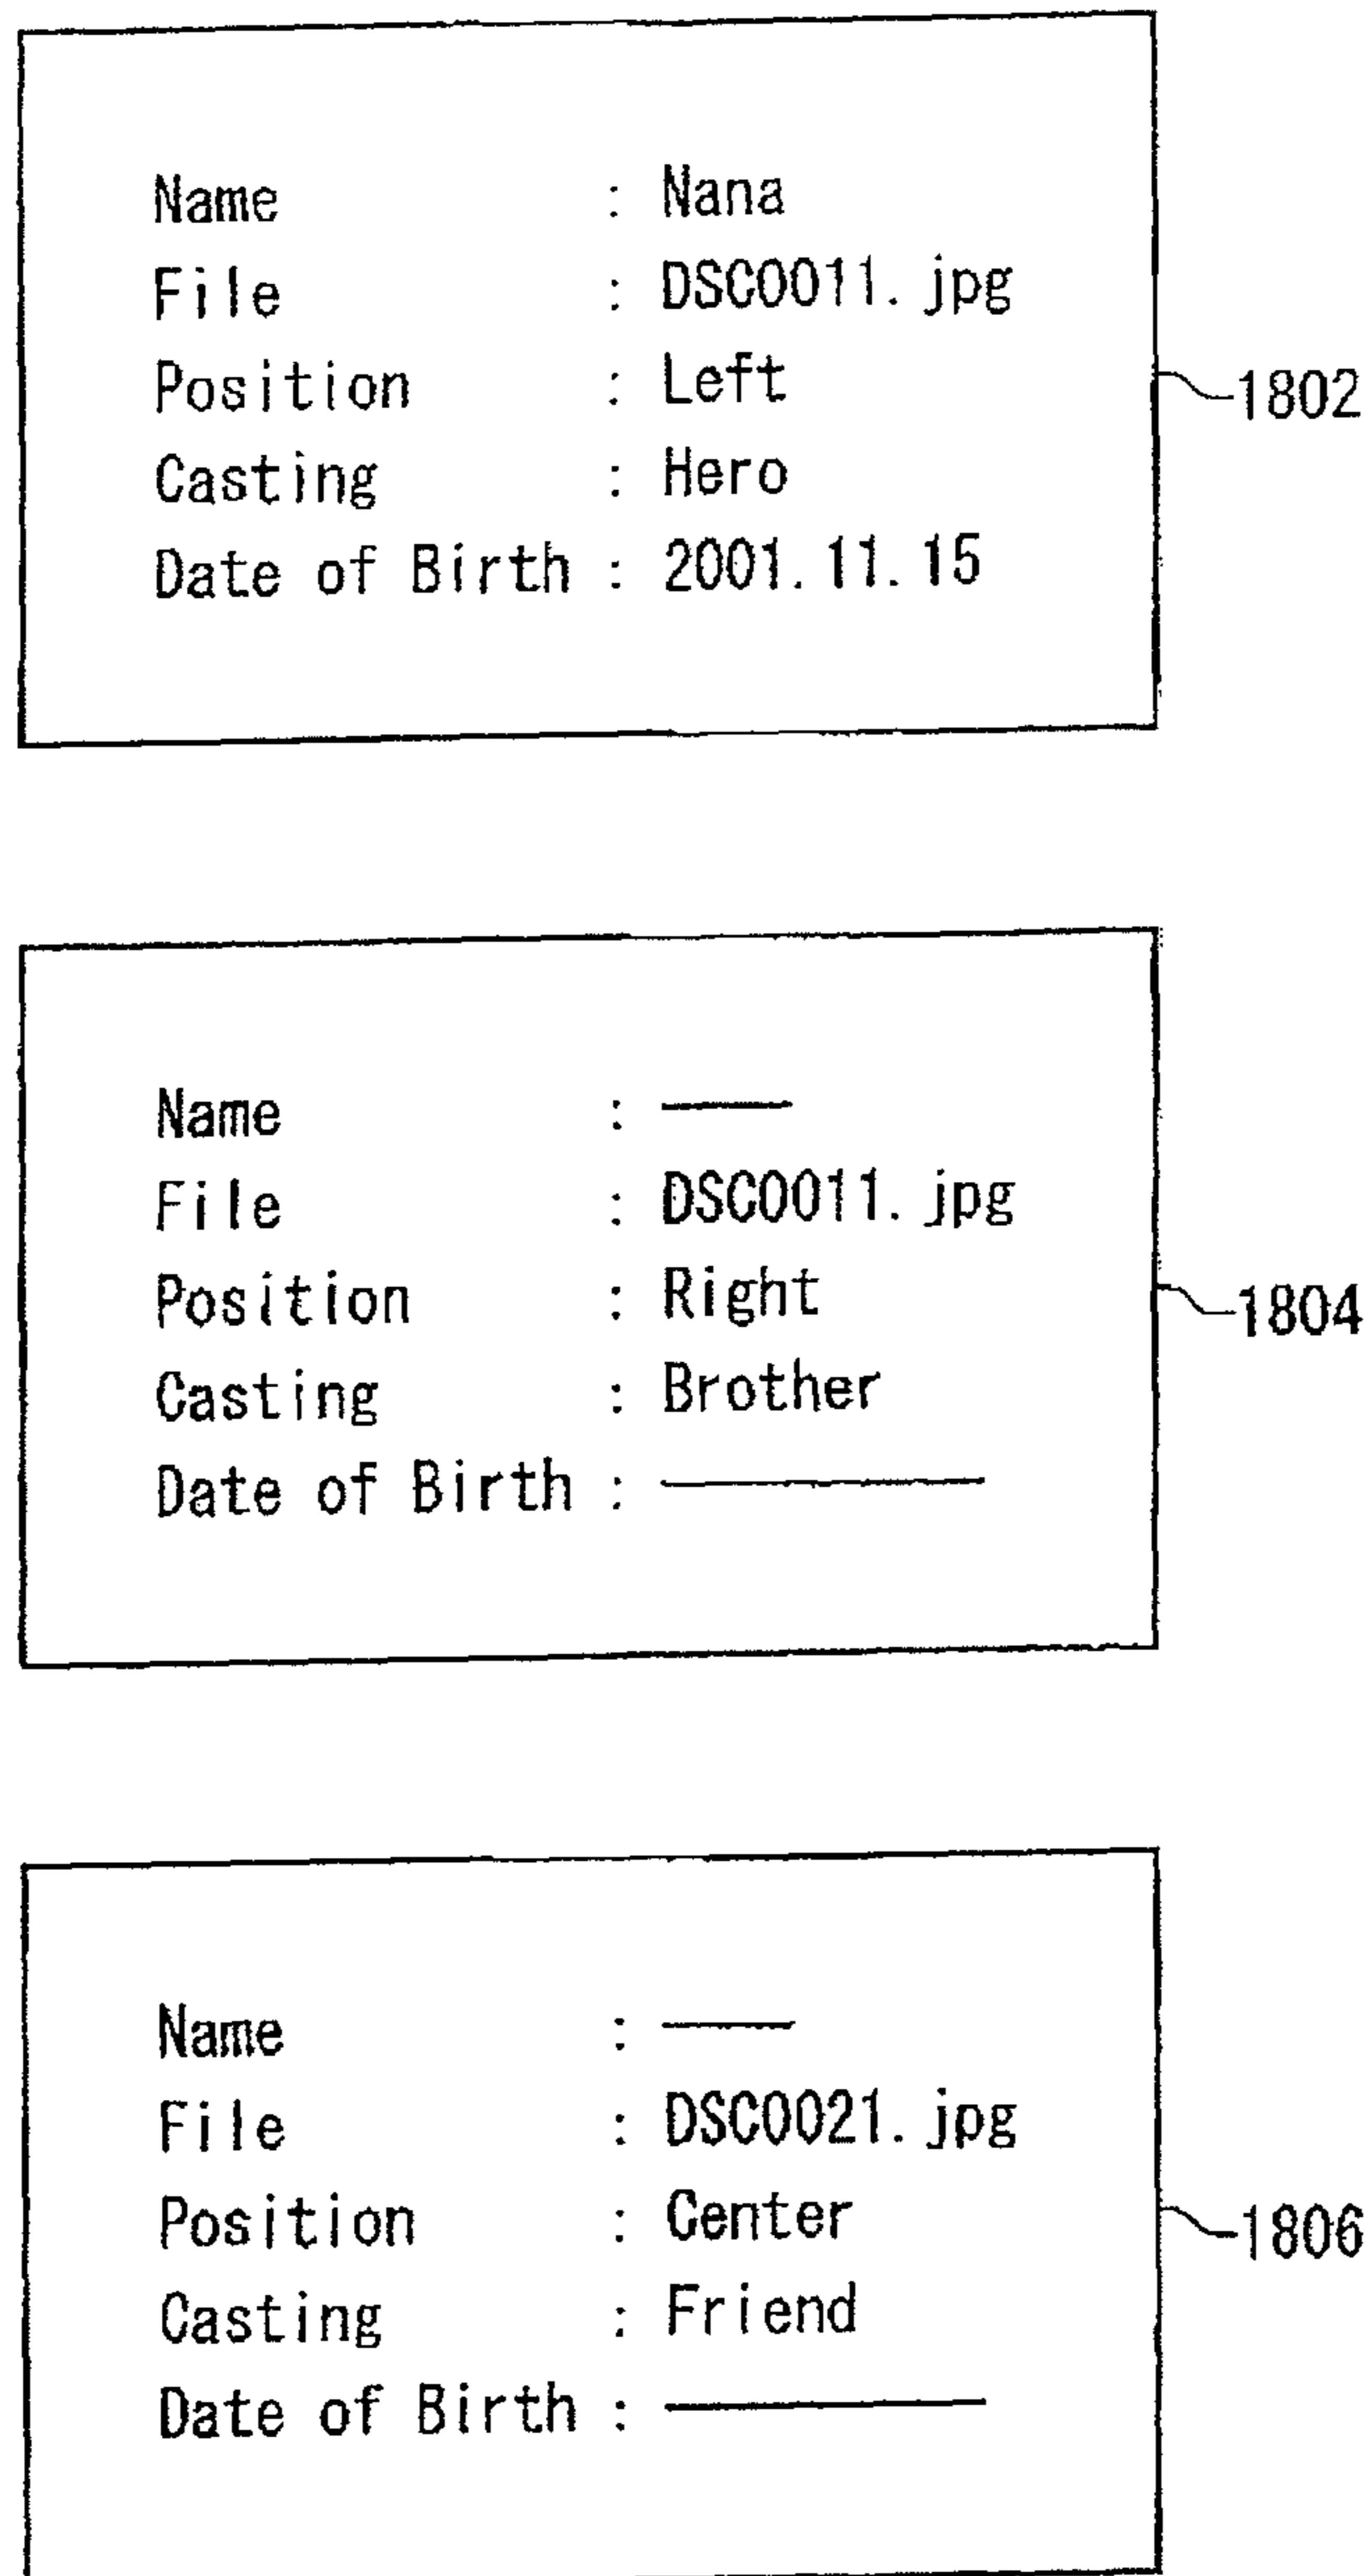 Name : Nana
File : DSC0011.jpg
Position : Left
Casting : Hero
Date of Birth : 2001.11.15
1802
Name : ——
File : DSC0011.jpg
Position : Right
Casting : Brother
Date of Birth : ————
1804
Name : ——
File : DSC0021.jpg
Position : Center
Casting : Friend
Date of Birth : ————
1806